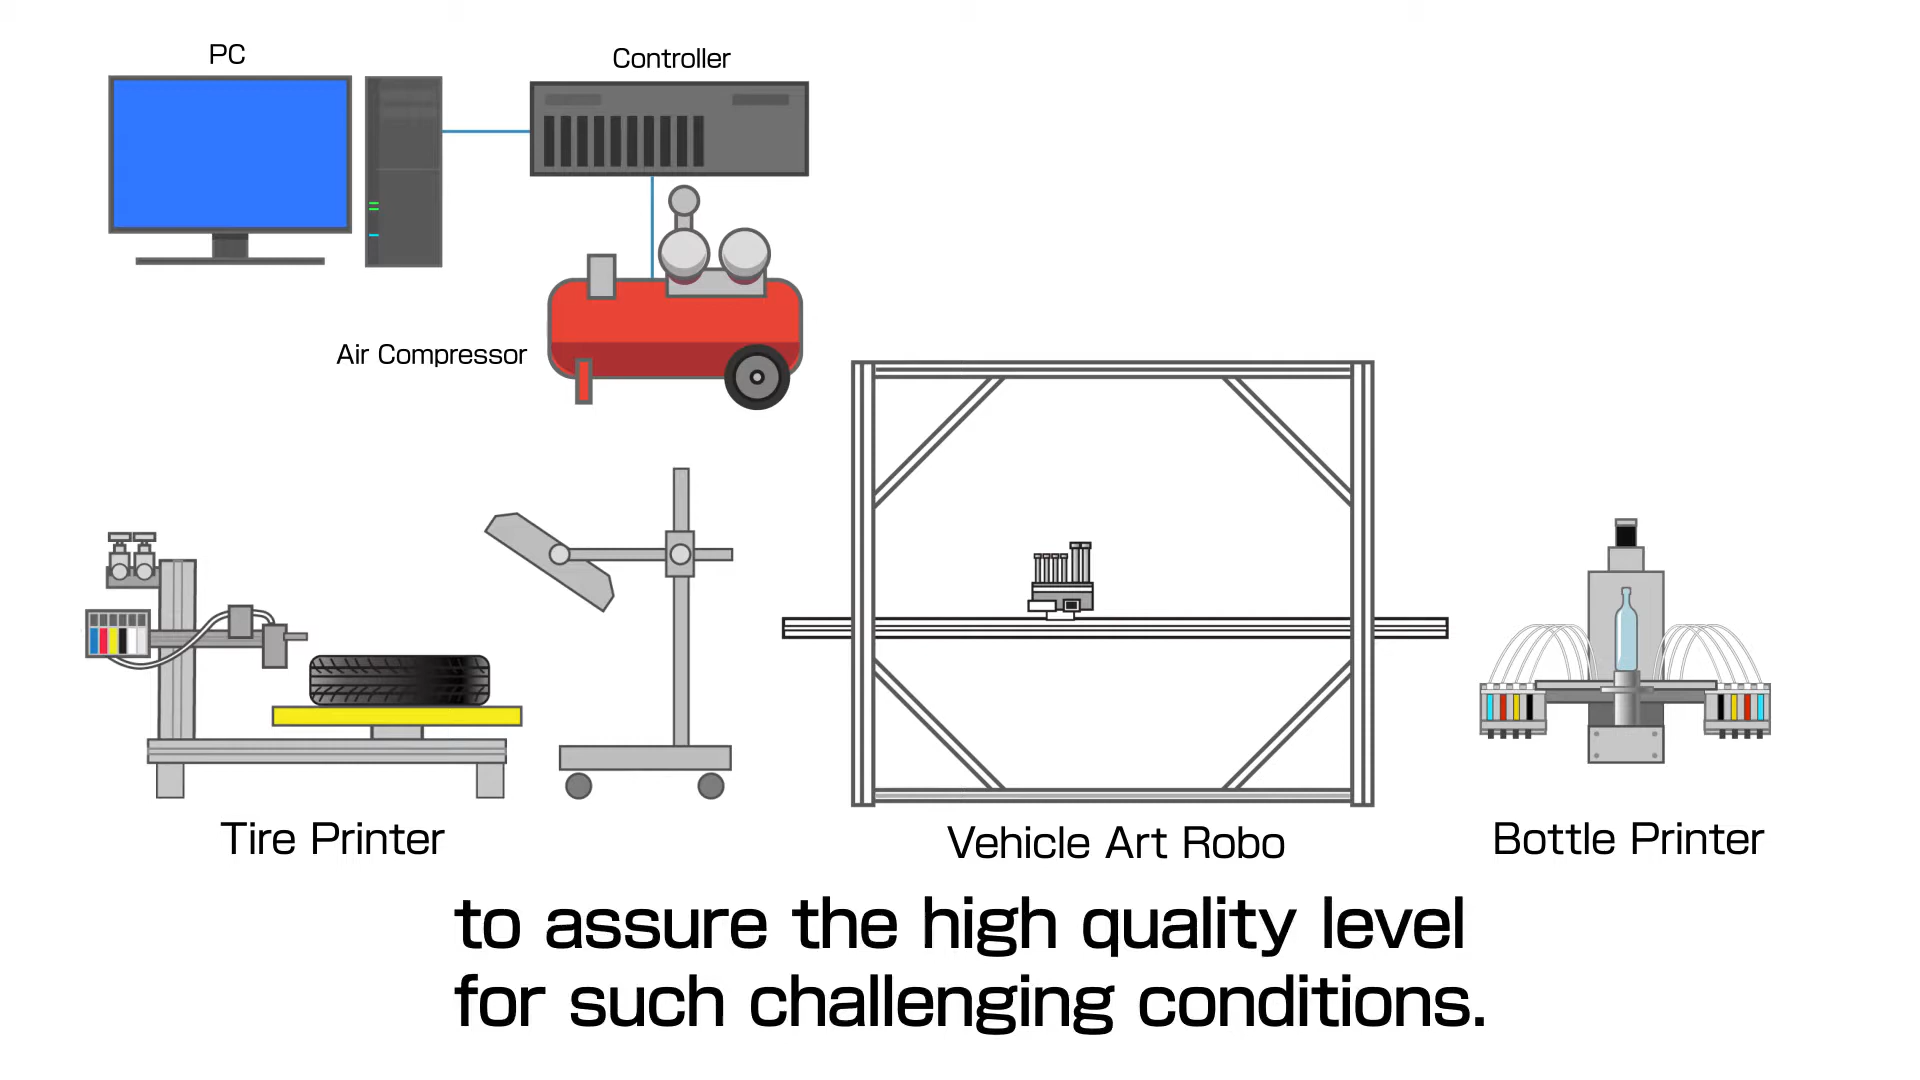 PC
Controller
Air Compressor
Tire Printer
Vehicle Art Robo
Bottle Printer
to assure the high quality level
for such challenging conditions.